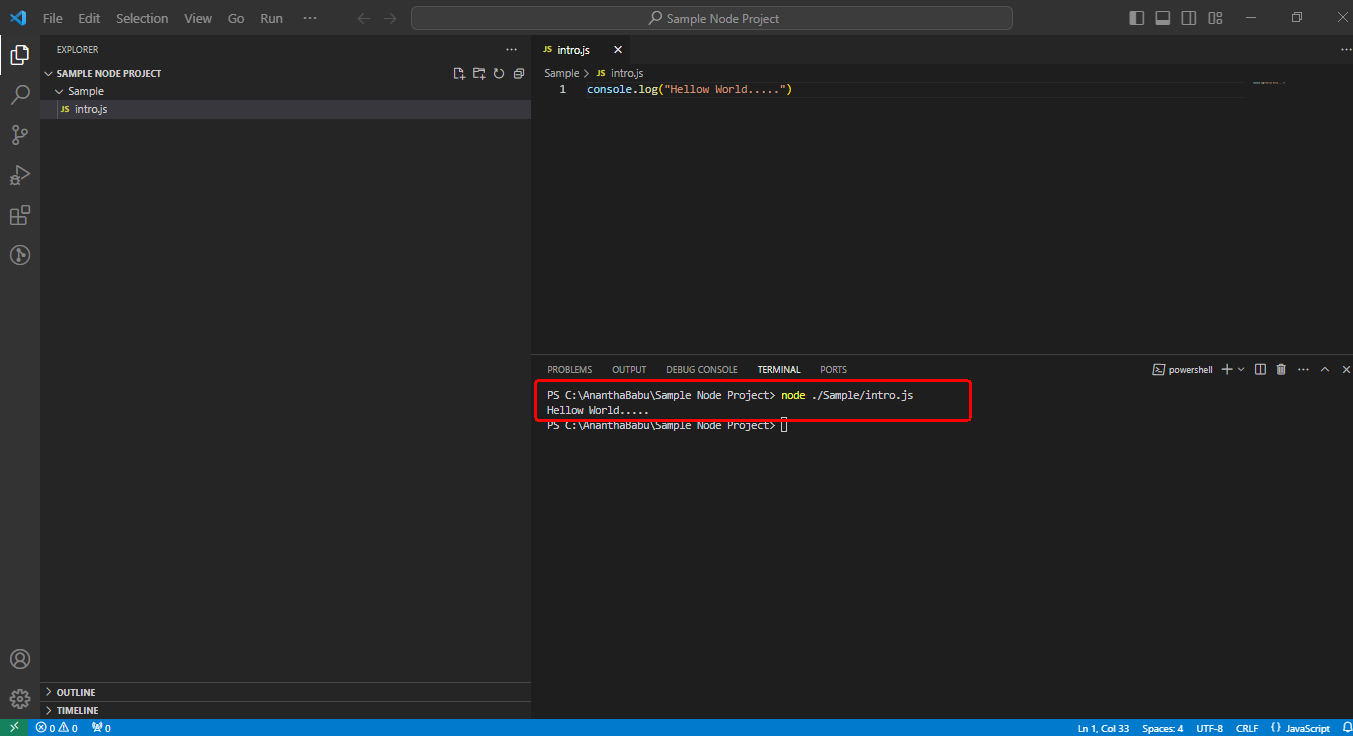 File Edit Selection View Go Run ···
Sample Node Project
EXPLORER
SAMPLE NODE PROJECT
Sample
JS intro.js
OUTLINE
TIMELINE
JS intro.js
Sample > JS intro.js
1 console.log("Hellow World.....")
PROBLEMS OUTPUT DEBUG CONSOLE TERMINAL PORTS
powershell
PS C:\AnanthaBabu\Sample Node Project> node ./Sample/intro.js
Hellow World.....
PS C:\AnanthaBabu\Sample Node Project>
0 0 0
Ln 1, Col 33 Spaces: 4 UTF-8 CRLF {} JavaScript